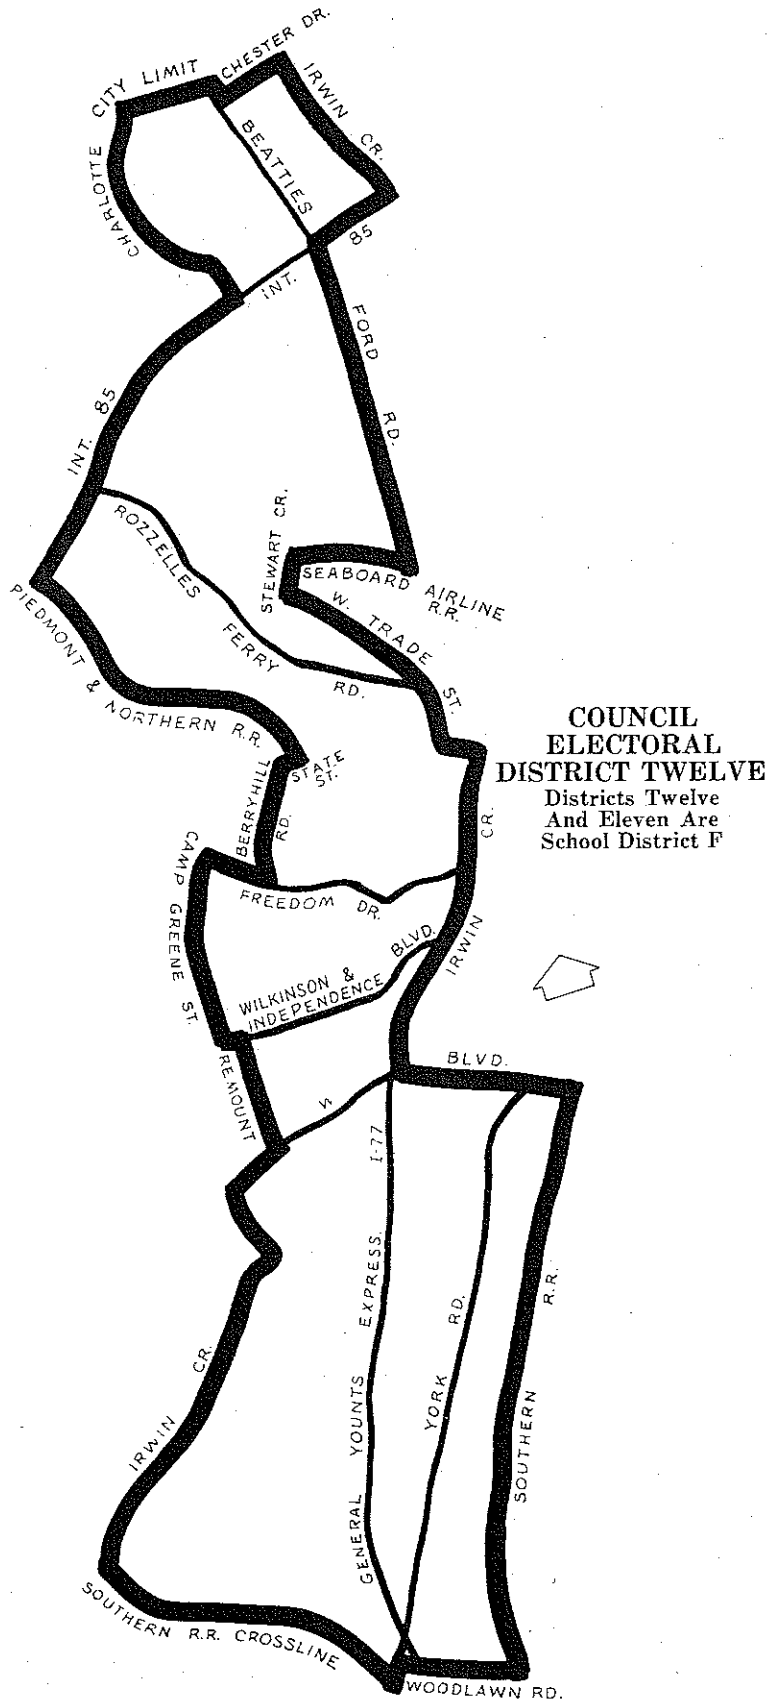 CHARLOTTE CITY LIMIT
CHESTER DR.
IRWIN CR.
BEATTIES FORD RD.
INT. 85
INT. 85
ROZZELLES FERRY RD.
STEWART CR.
SEABOARD AIRLINE
R.R.
W. TRADE ST.
PIEDMONT & NORTHERN R.R.
STATE
ST.
BERRYHILL
RD.
COUNCIL
ELECTORAL
DISTRICT TWELVE
Districts Twelve
And Eleven Are
School District F
CAMP GREENE ST.
FREEDOM DR.
IRWIN CR.
WILKINSON &
INDEPENDENCE
BLVD.
REMOUNT
W
BLVD.
I-77
GENERAL YOUNTS EXPRESS.
YORK RD.
SOUTHERN R.R.
IRWIN CR.
SOUTHERN R.R. CROSSLINE
WOODLAWN RD.